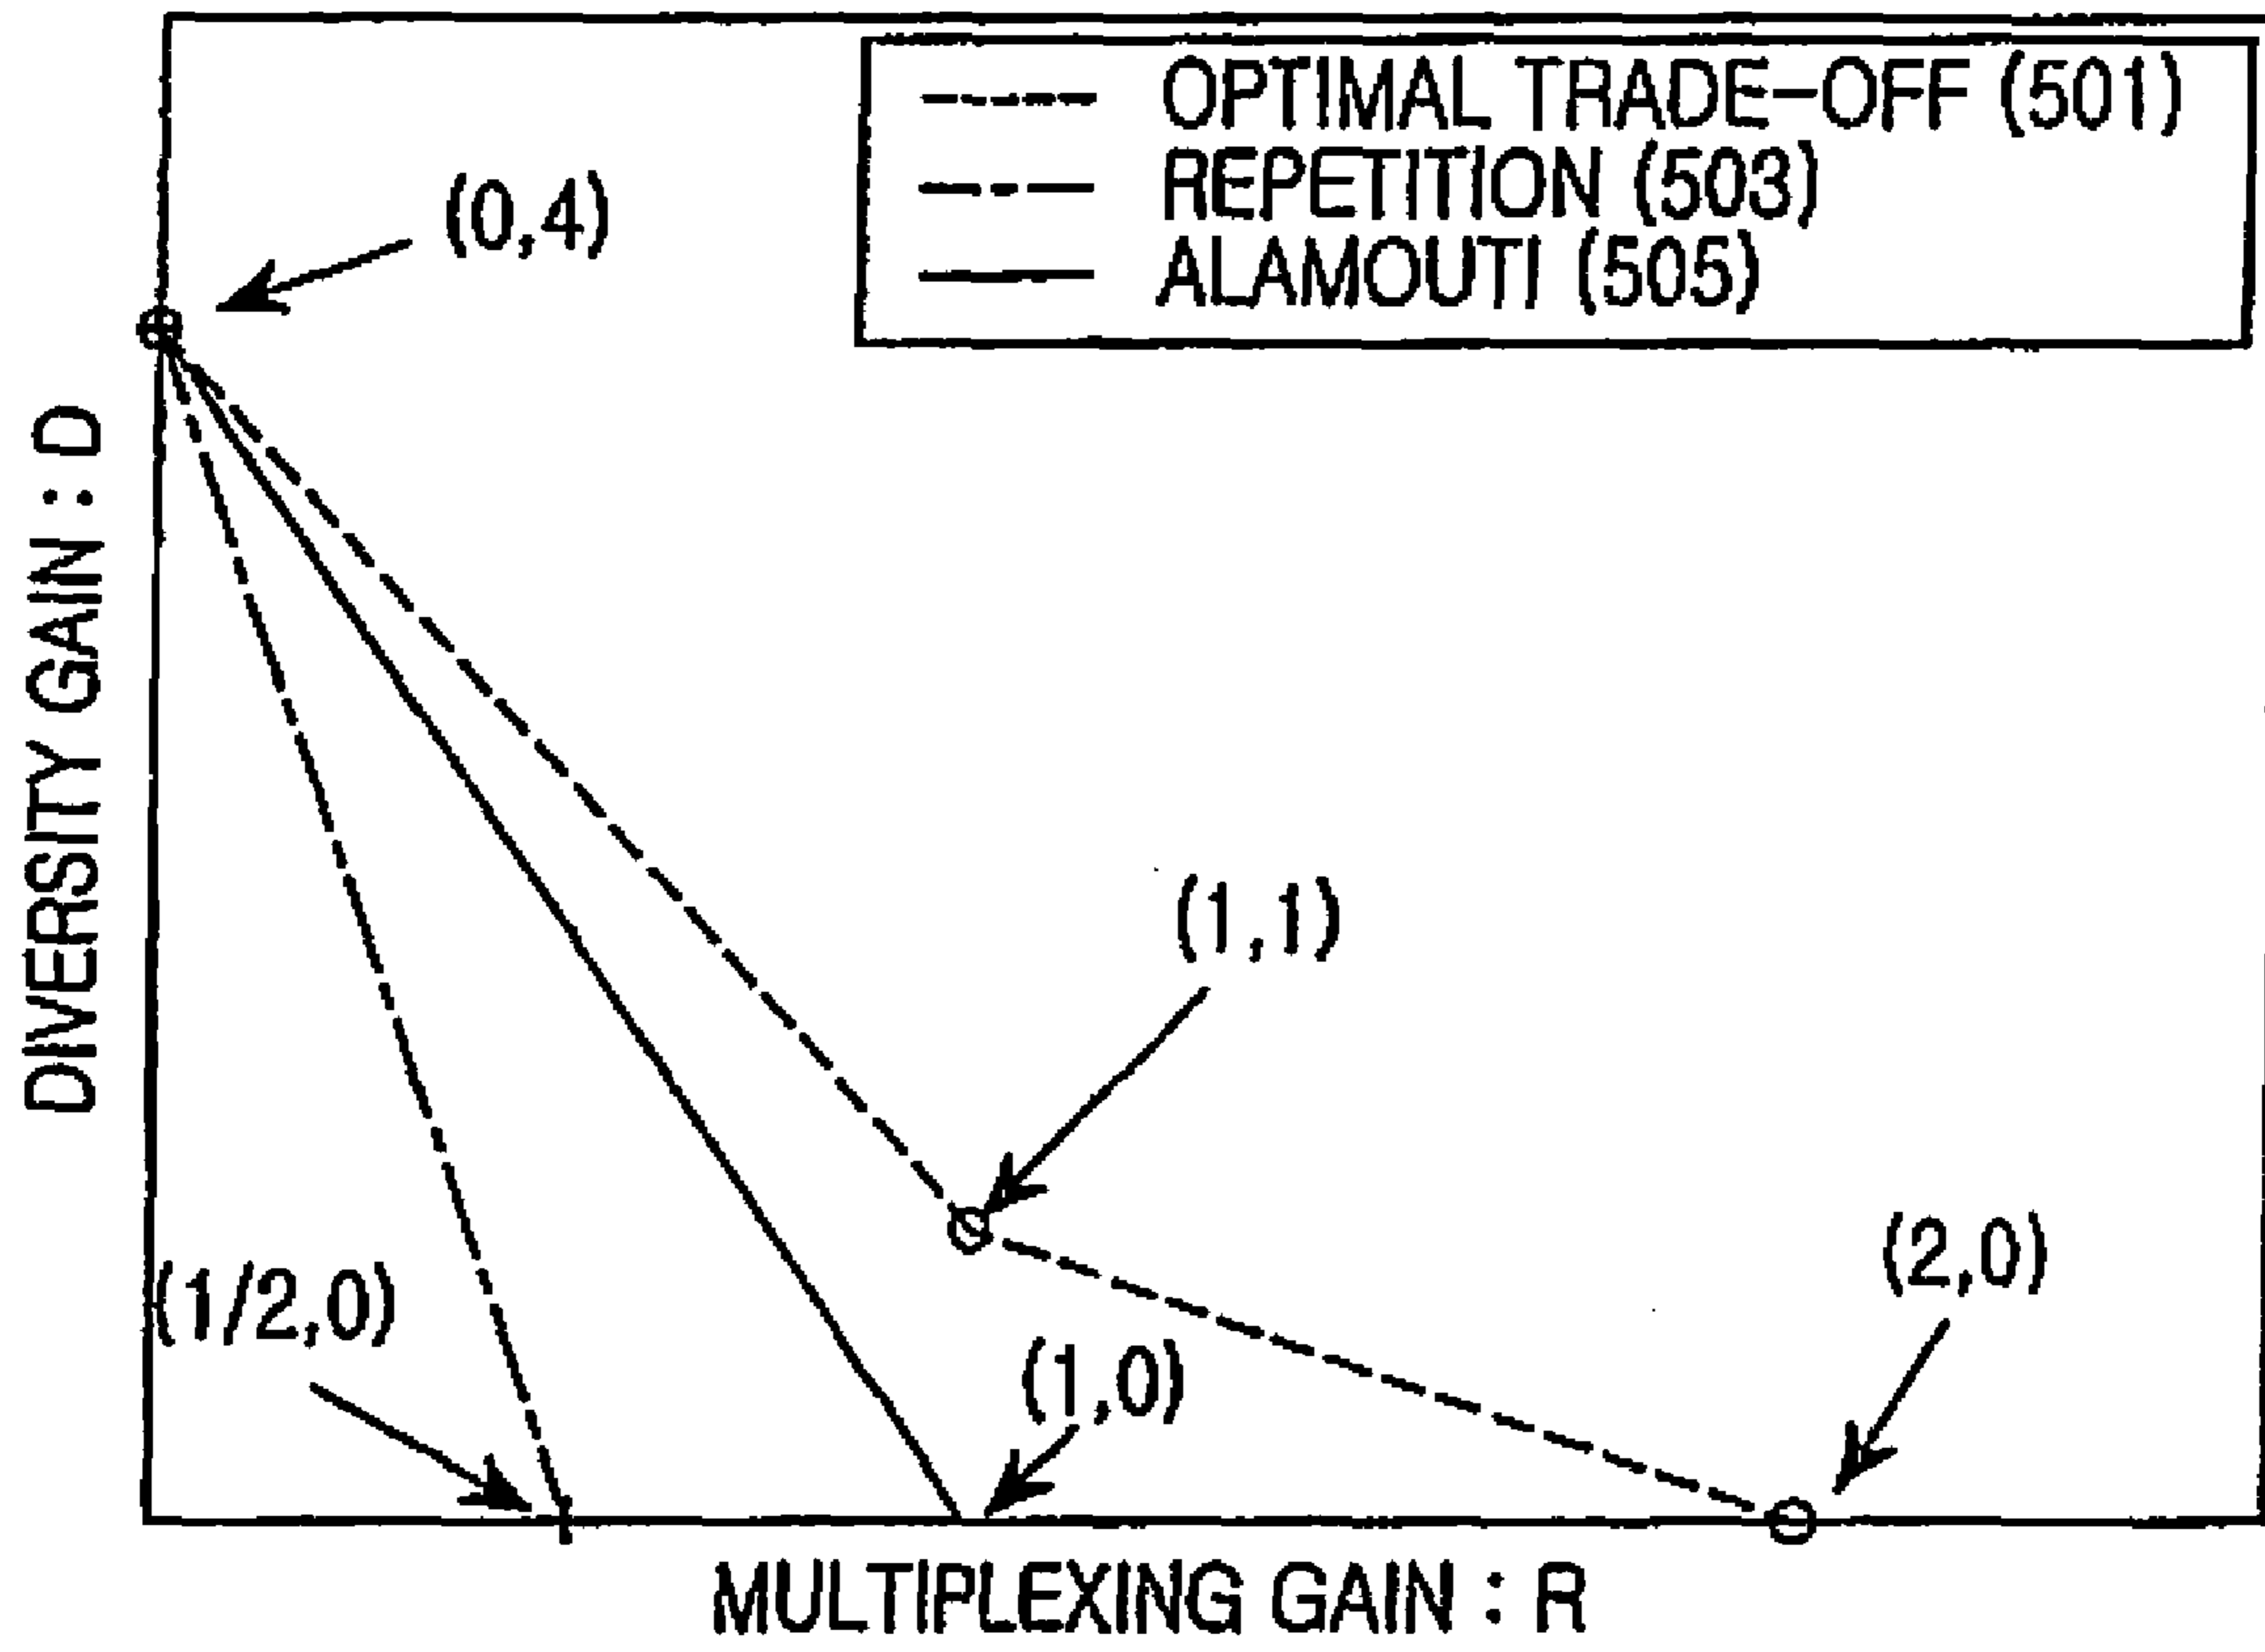 OPTIMAL TRADE-OFF (501)
REPETITION (503)
ALAMOUTI (505)
(0,4)
DIVERSITY GAIN : D
(1,1)
(2,0)
(1/2,0)
(1,0)
MULTIPLEXING GAIN : R